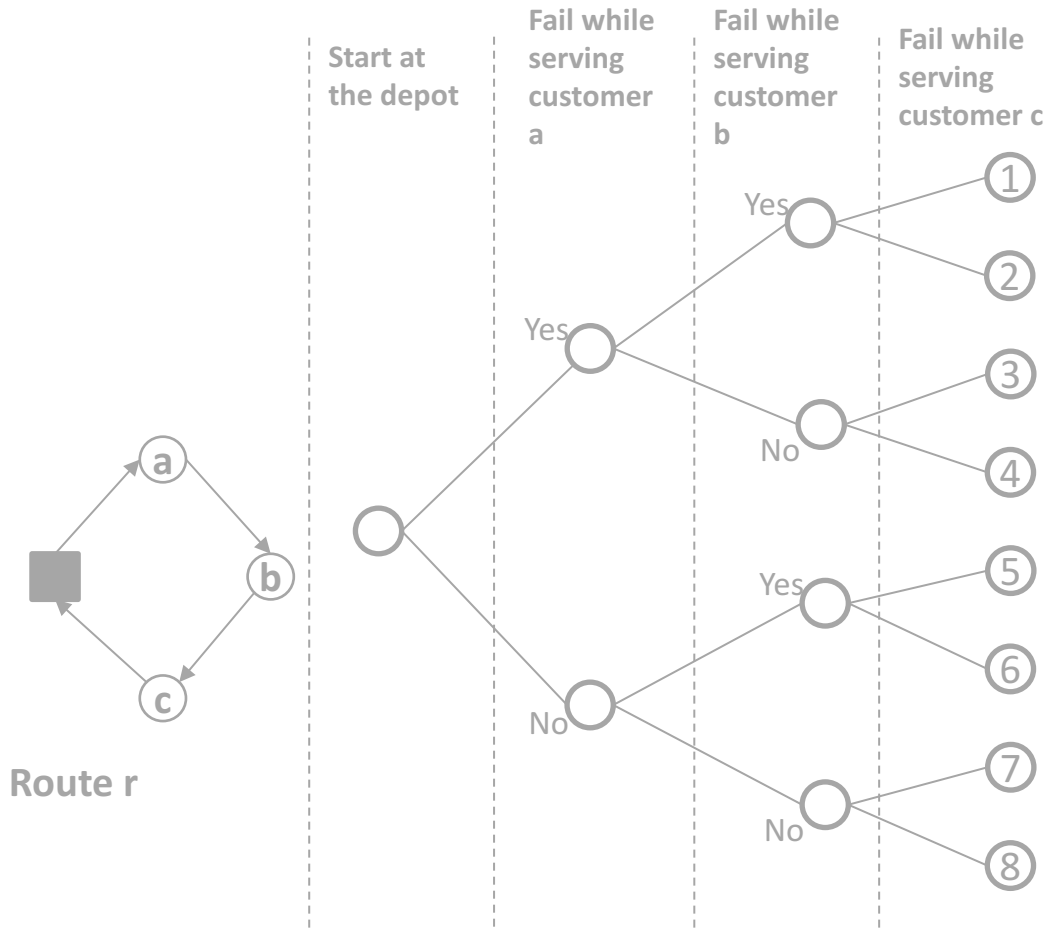 Start at
the depot
Fail while
serving
customer
a
Fail while
serving
customer
b
Fail while
serving
customer c
Yes
Yes
No
Yes
No
No
1
2
3
4
5
6
7
8
a
b
c
Route r